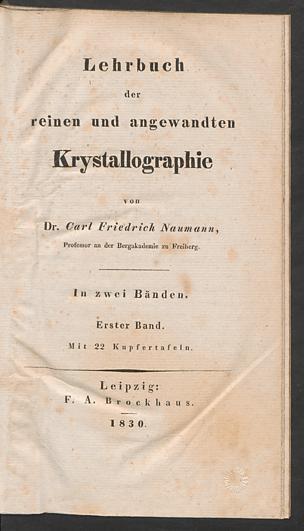 Lehrbuch
der
reinen und angewandten
Krystallographie
von
Dr. Carl Friedrich Naumann,
Professor an der Bergakademie zu Freiberg.
In zwei Bänden.
Erster Band.
Mit 22 Kupfertafeln.
Leipzig:
F. A. Brockhaus.
1830.